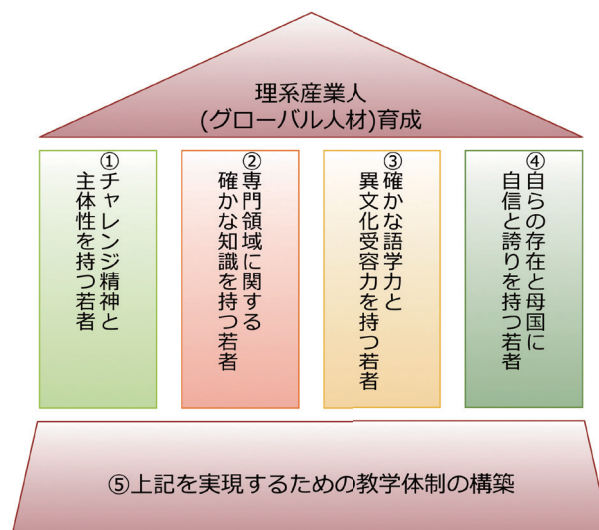 理系産業人
(グローバル人材)育成
①チャレンジ精神と
主体性を持つ若者
②専門領域に関する
確かな知識を持つ若者
③確かな語学力と
異文化受容力を持つ若者
④自らの存在と母国に
自信と誇りを持つ若者
⑤上記を実現するための教学体制の構築